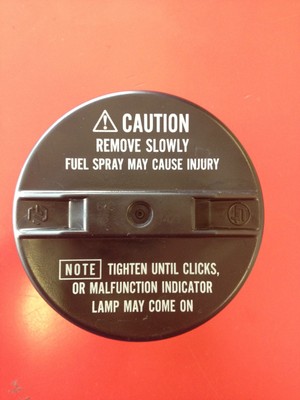 CAUTION
REMOVE SLOWLY
FUEL SPRAY MAY CAUSE INJURY
NOTE TIGHTEN UNTIL CLICKS,
OR MALFUNCTION INDICATOR
LAMP MAY COME ON